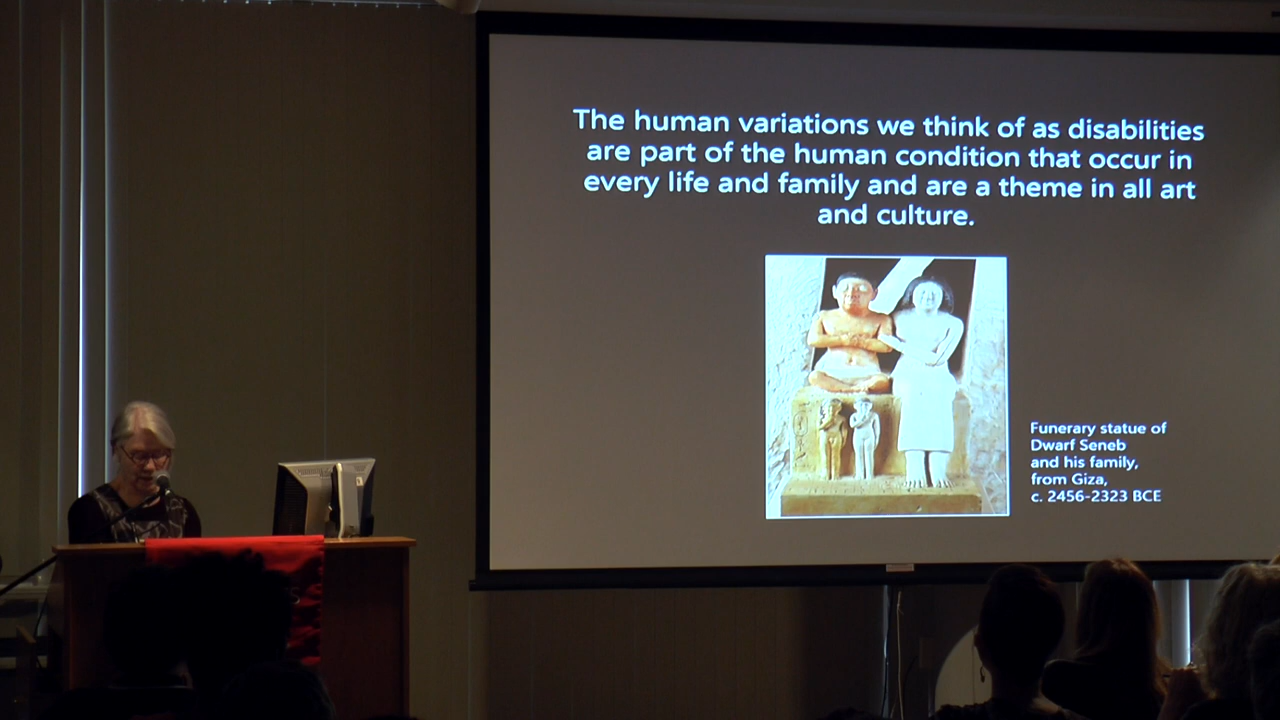 The human variations we think of as disabilities
are part of the human condition that occur in
every life and family and are a theme in all art
and culture.
Funerary statue of
Dwarf Seneb
and his family,
from Giza,
c. 2456-2323 BCE